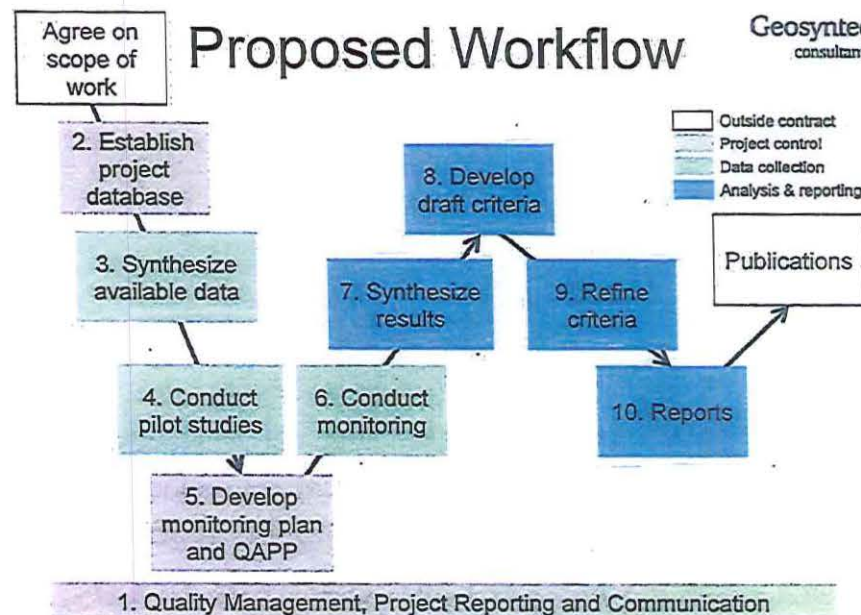 Agree on
scope of
work
Proposed Workflow
Geosyntec
consultan
Outside contract
Project control
Data collection
Analysis & reporting
2. Establish
project
database
3. Synthesize
available data
4. Conduct
pilot studies
5. Develop
monitoring plan
and QAPP
6. Conduct
monitoring
7. Synthesize
results
8. Develop
draft criteria
9. Refine
criteria
10. Reports
Publications
1. Quality Management, Project Reporting and Communication